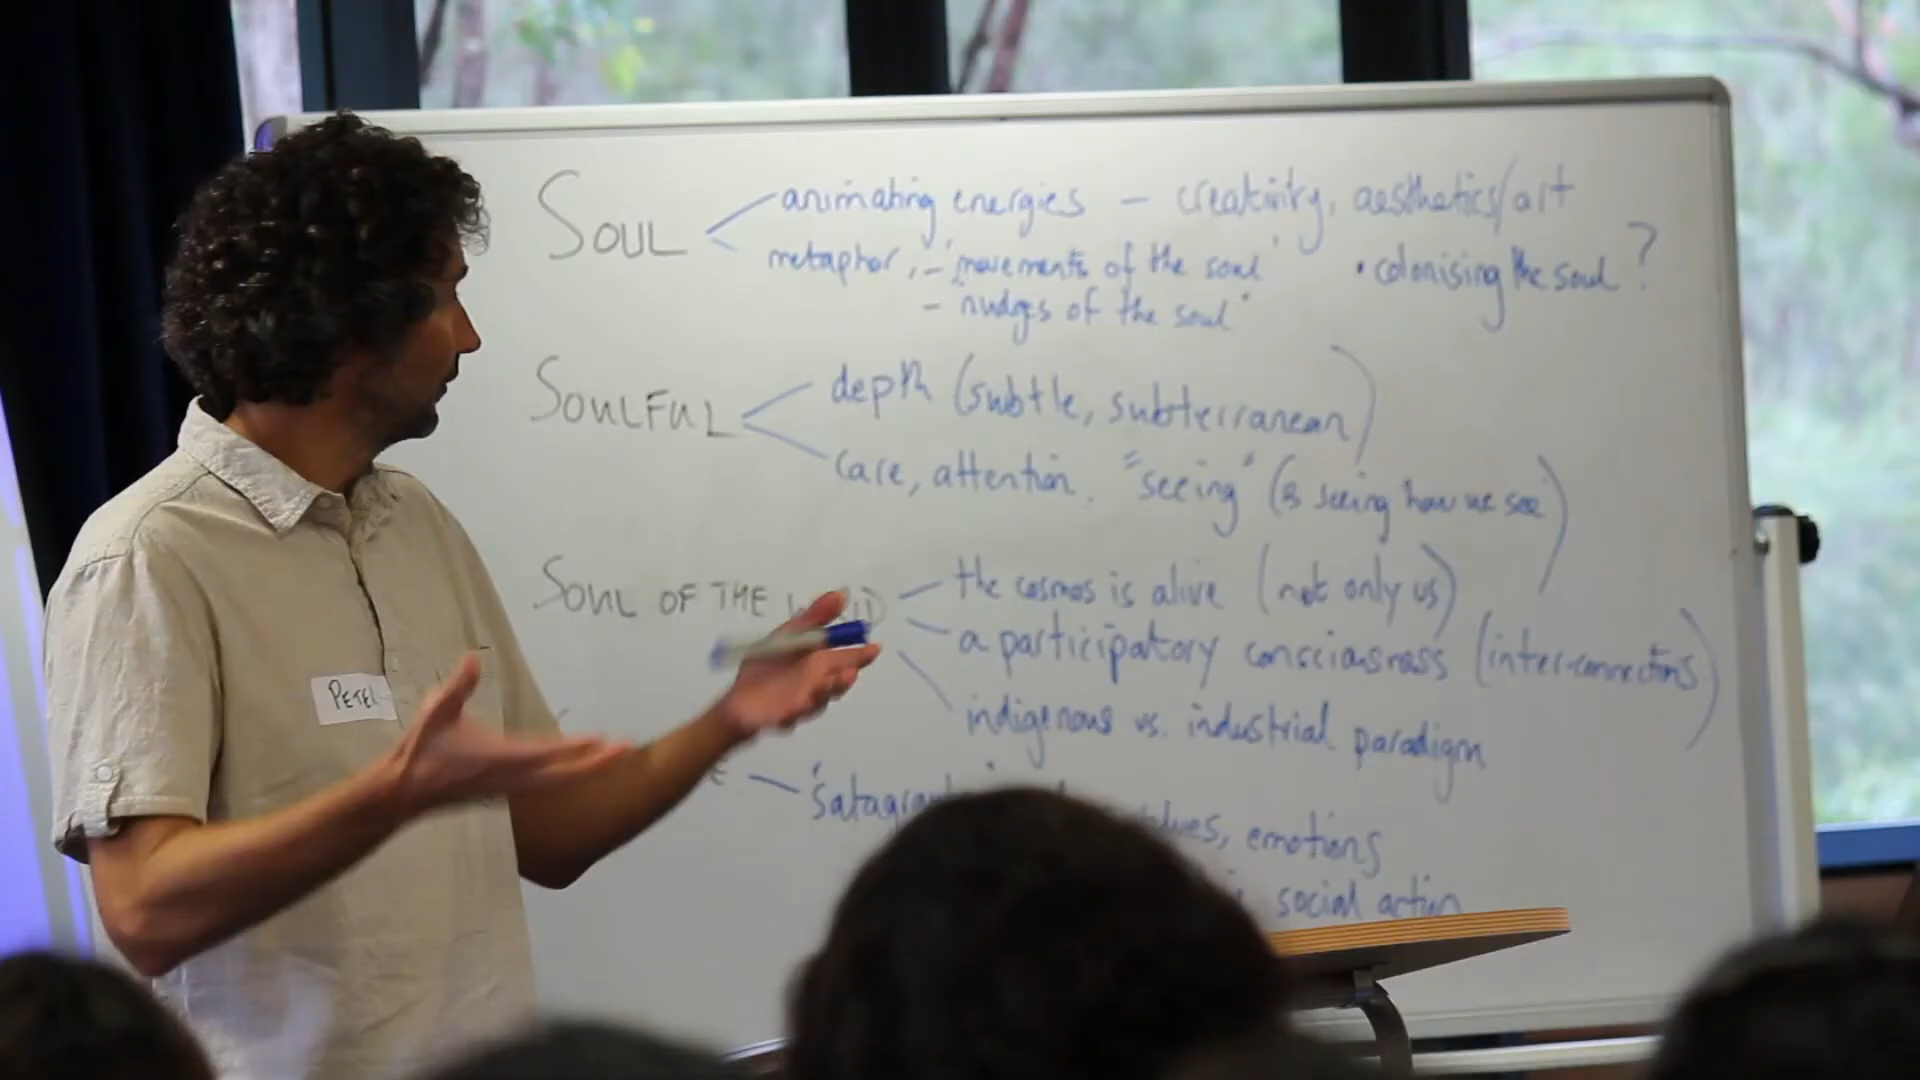 SOUL
animating energies – creativity, aesthetics/art
metaphor, – 'movements of the soul'
– nudges of the soul'
• colonising the soul ?
SOULFUL
depth (subtle, subterranean)
care, attention, "seeing" (& seeing how we see)
SOUL OF THE
the cosmos is alive (not only us)
a participatory consciousness (inter-connections)
indigenous vs. industrial paradigm
emotions
social action
PETER